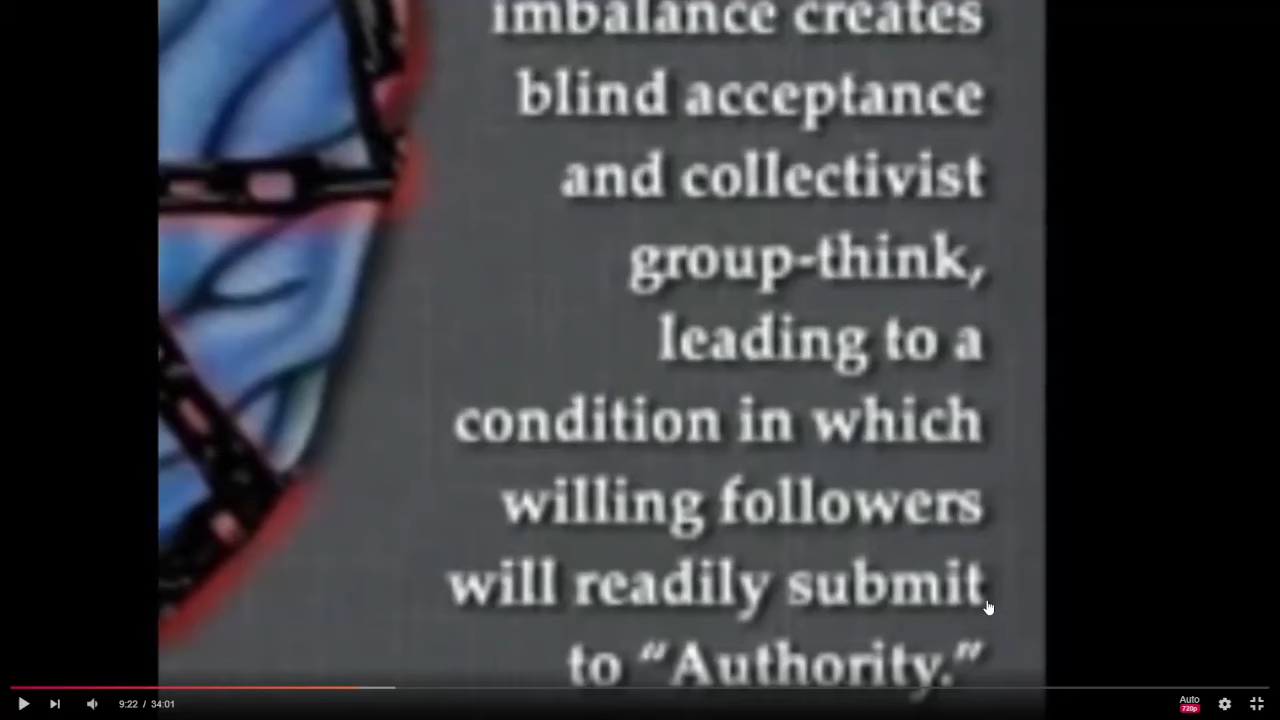 imbalance creates
blind acceptance
and collectivist
group-think,
leading to a
condition in which
willing followers
will readily submit
to “Authority.”
9:22 / 34:01
Auto
720p